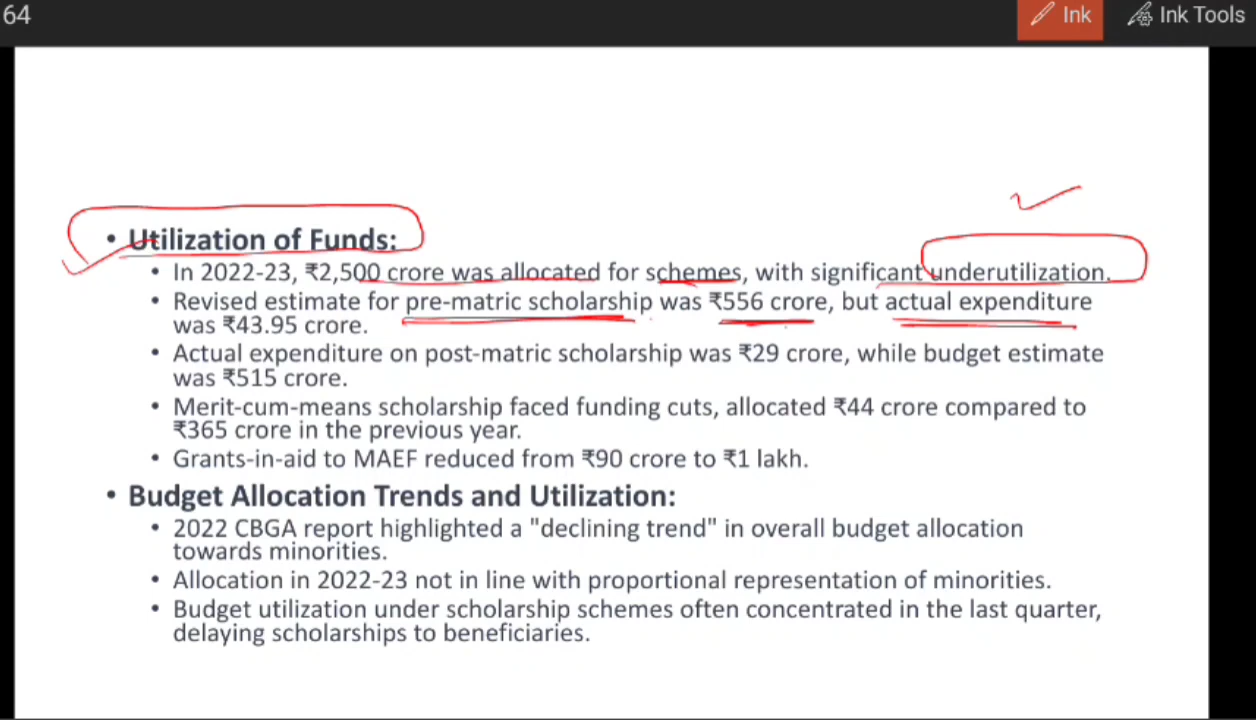 64
Ink
Ink Tools
• Utilization of Funds:
• In 2022-23, ₹2,500 crore was allocated for schemes, with significant underutilization.
• Revised estimate for pre-matric scholarship was ₹556 crore, but actual expenditure
was ₹43.95 crore.
• Actual expenditure on post-matric scholarship was ₹29 crore, while budget estimate
was ₹515 crore.
• Merit-cum-means scholarship faced funding cuts, allocated ₹44 crore compared to
₹365 crore in the previous year.
• Grants-in-aid to MAEF reduced from ₹90 crore to ₹1 lakh.
• Budget Allocation Trends and Utilization:
• 2022 CBGA report highlighted a "declining trend" in overall budget allocation
towards minorities.
• Allocation in 2022-23 not in line with proportional representation of minorities.
• Budget utilization under scholarship schemes often concentrated in the last quarter,
delaying scholarships to beneficiaries.